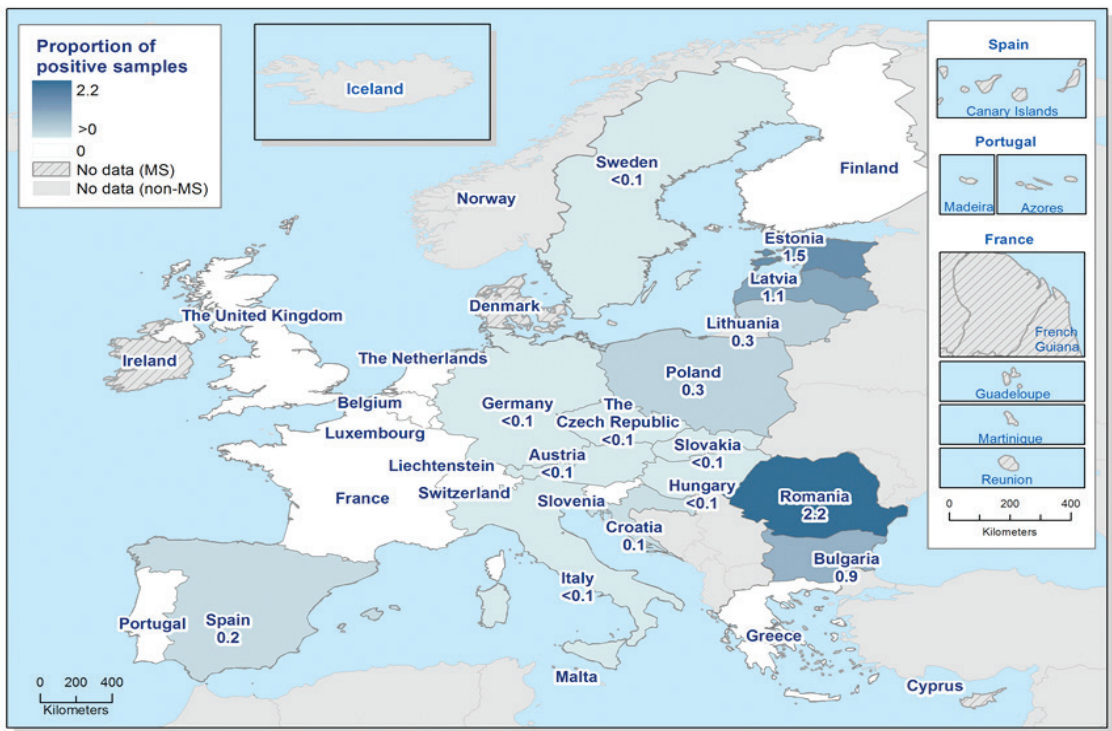 Proportion of
positive samples
2.2
>0
0
No data (MS)
No data (non-MS)
Iceland
Spain
Canary Islands
Portugal
Madeira
Azores
France
French
Guiana
Guadeloupe
Martinique
Reunion
0 200 400
Kilometers
Sweden
<0.1
Finland
Norway
Estonia
1.5
Latvia
1.1
Denmark
Lithuania
0.3
The United Kingdom
Ireland
The Netherlands
Poland
0.3
Belgium
Germany
<0.1
The
Czech Republic
<0.1
Luxembourg
Slovakia
<0.1
Austria
<0.1
Liechtenstein
Hungary
<0.1
France
Switzerland
Slovenia
Romania
2.2
Croatia
0.1
Bulgaria
0.9
Italy
<0.1
Portugal
Spain
0.2
Greece
Malta
Cyprus
0 200 400
Kilometers